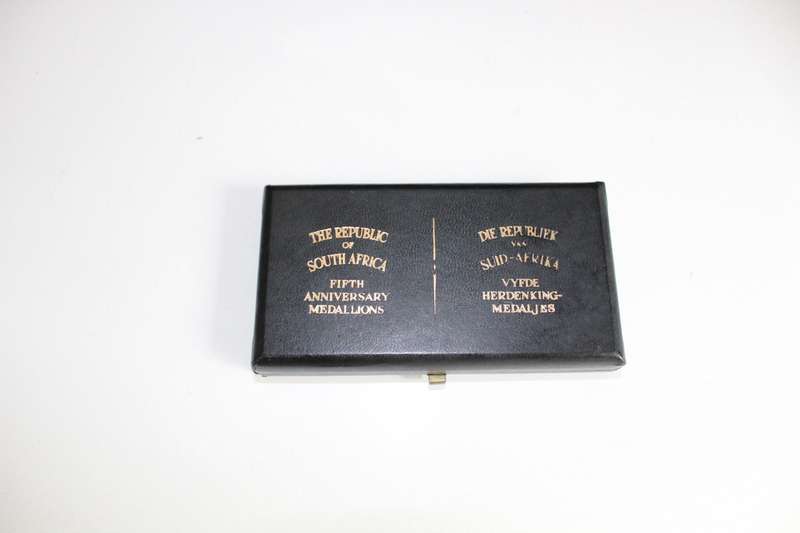 THE REPUBLIC
OF
SOUTH AFRICA
FIFTH
ANNIVERSARY
MEDALLIONS
DIE REPUBLIEK
VAN
SUID-AFRIKA
VYFDE
HERDENKING-
MEDALJES